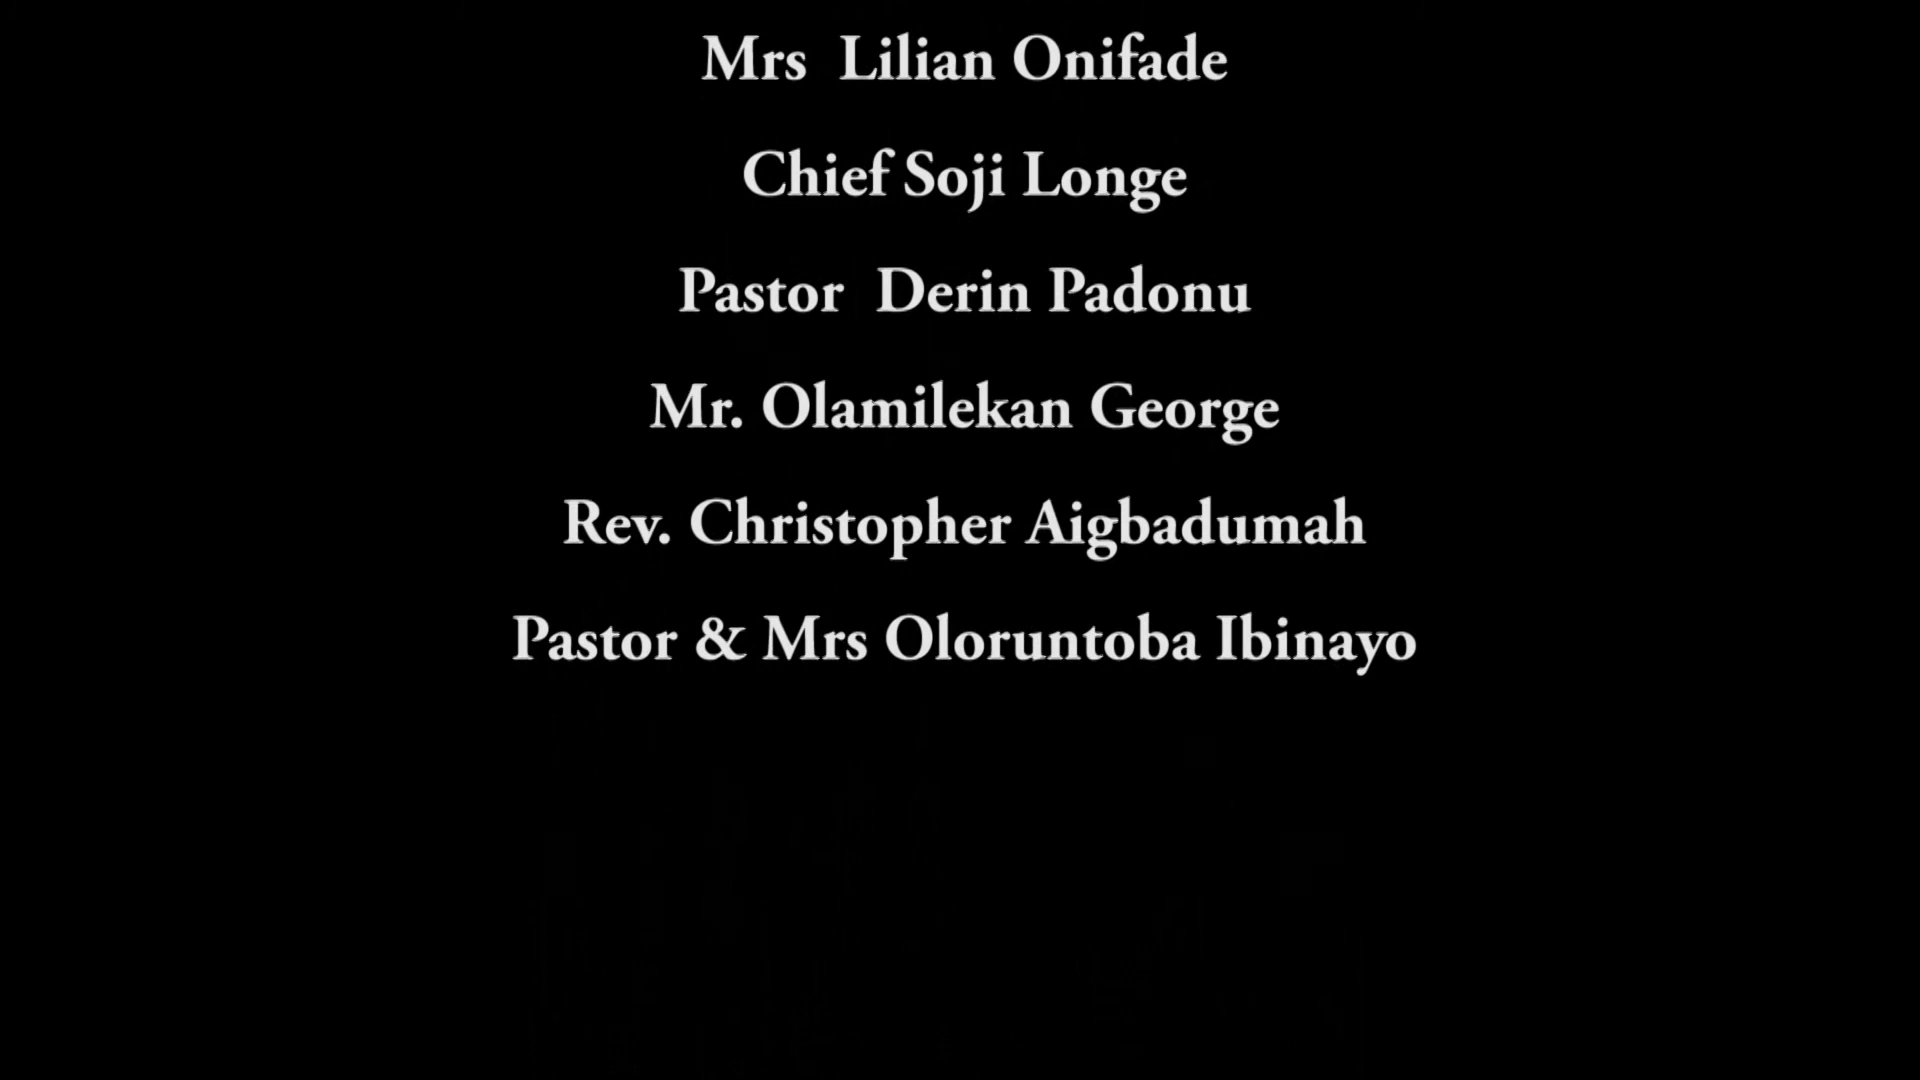 Mrs  Lilian Onifade
Chief Soji Longe
Pastor  Derin Padonu
Mr. Olamilekan George
Rev. Christopher Aigbadumah
Pastor & Mrs Oloruntoba Ibinayo